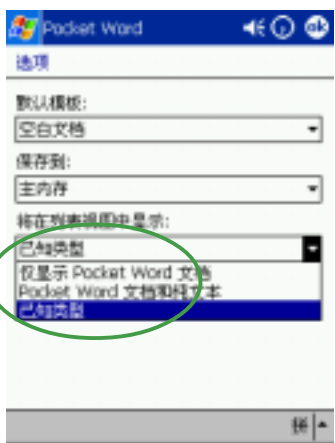 Pocket Word
ok
选项
默认模板:
空白文档
保存到:
主内存
将在列表视图中显示:
已知类型
仅显示 Pocket Word 文档
Pocket Word 文档和纯文本
已知类型
拼